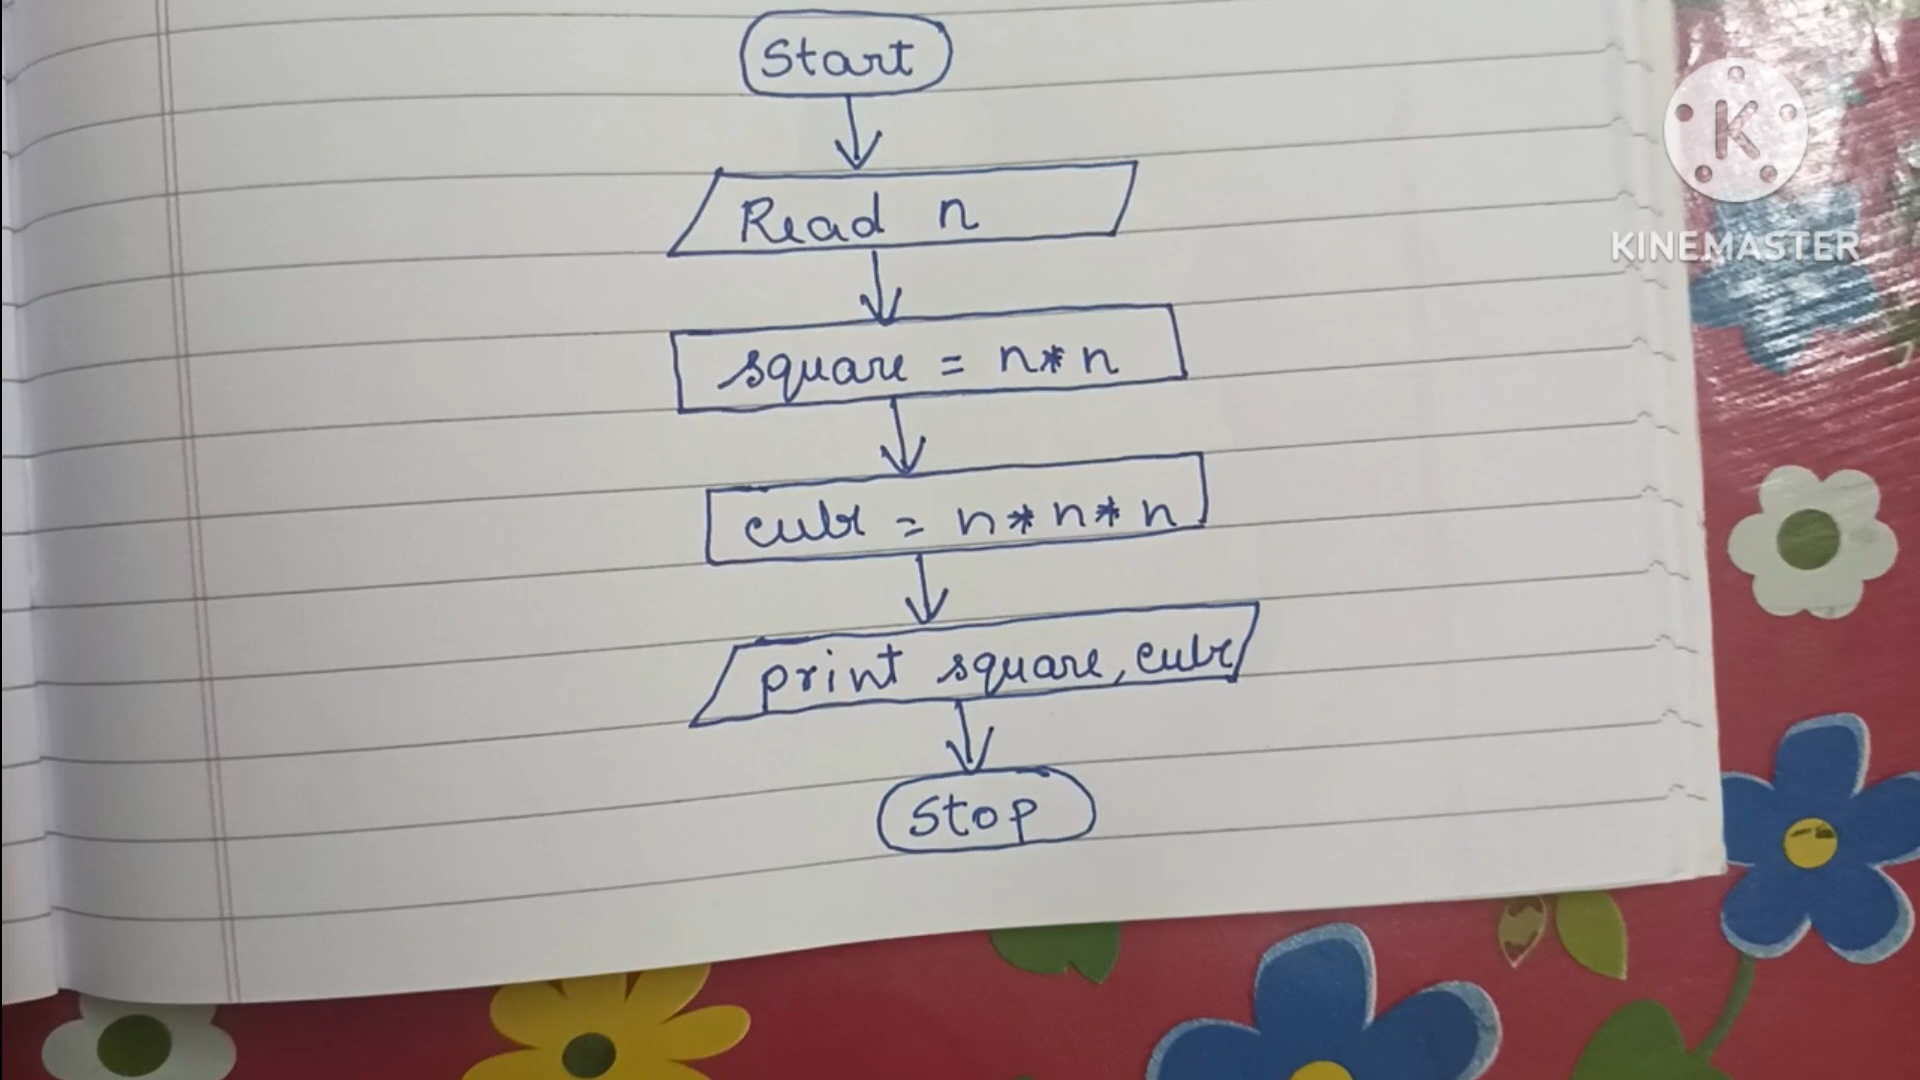 Start
Read n
square = n*n
cube = n*n*n
print square, cube
Stop
K
KINEMASTER